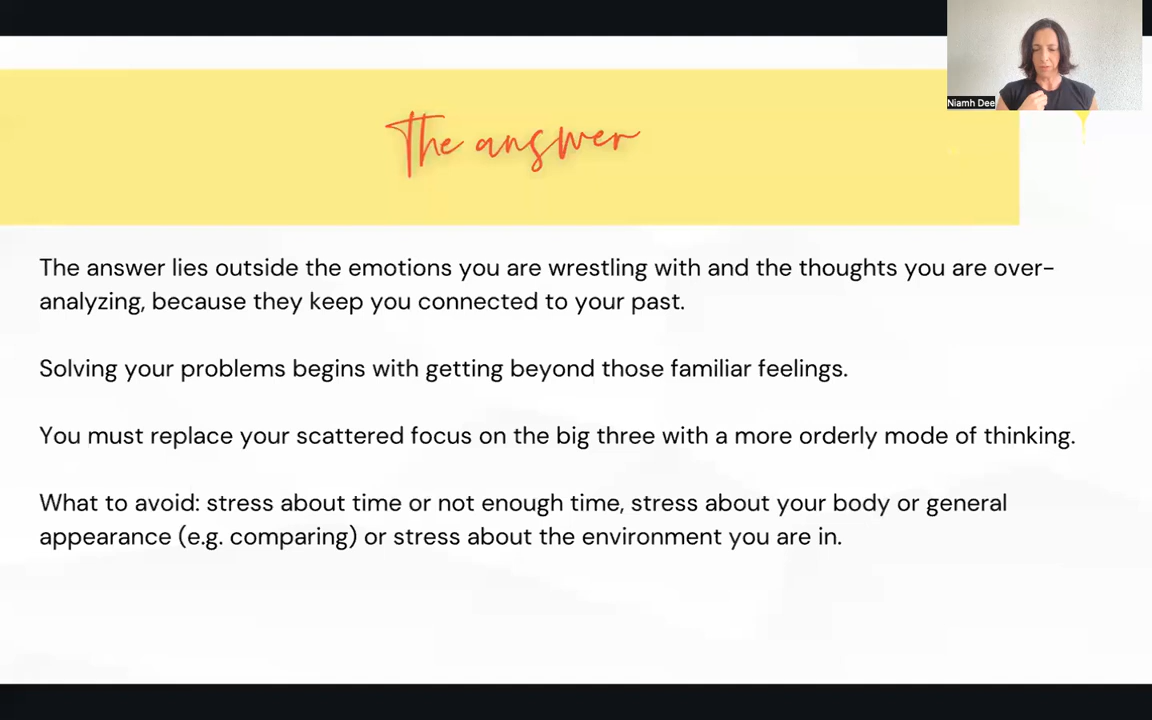 Niamh Dee
The answer
The answer lies outside the emotions you are wrestling with and the thoughts you are over-
analyzing, because they keep you connected to your past.
Solving your problems begins with getting beyond those familiar feelings.
You must replace your scattered focus on the big three with a more orderly mode of thinking.
What to avoid: stress about time or not enough time, stress about your body or general
appearance (e.g. comparing) or stress about the environment you are in.